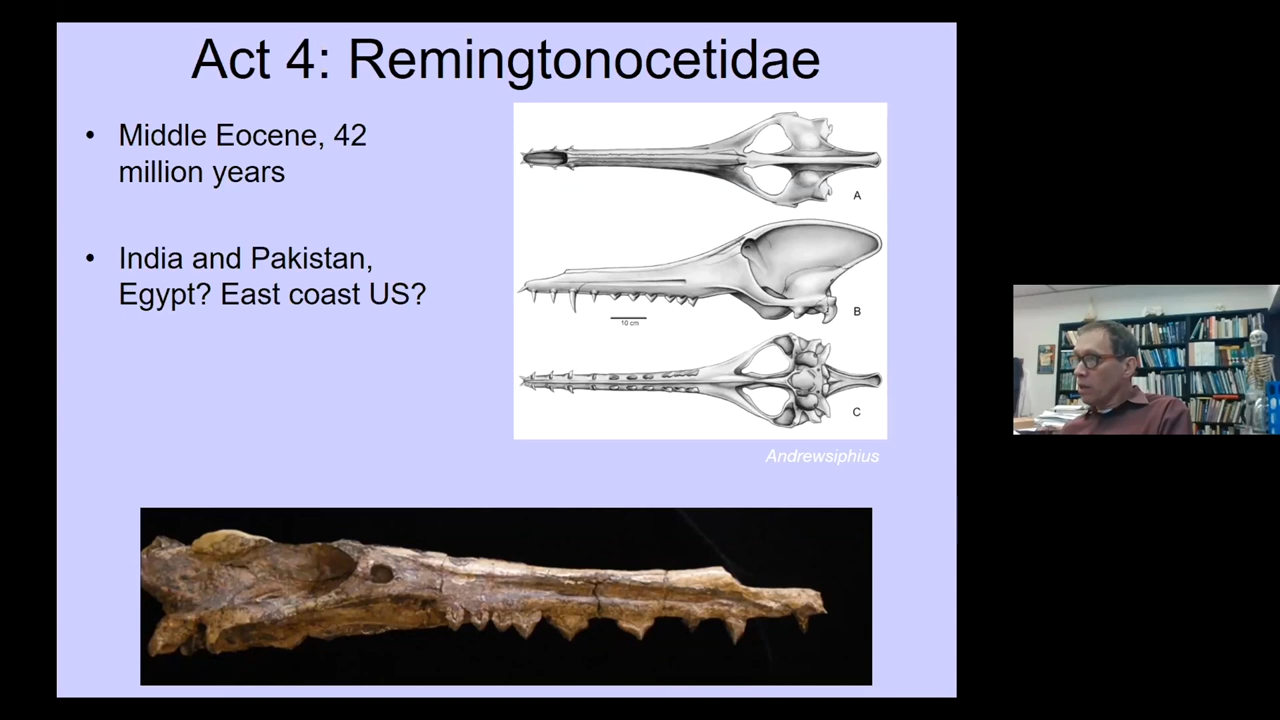 Act 4: Remingtonocetidae
• Middle Eocene, 42
million years
• India and Pakistan,
Egypt? East coast US?
A
B
10 cm
C
Andrewsiphius